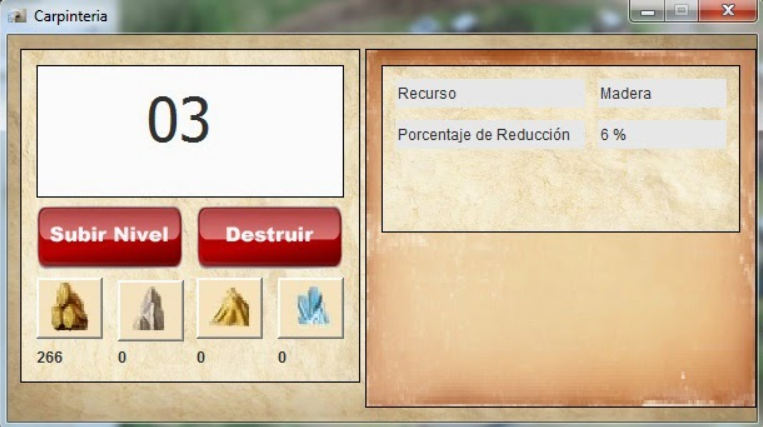 Carpinteria
03
Subir Nivel
Destruir
266
0
0
0
Recurso
Madera
Porcentaje de Reducción
6 %